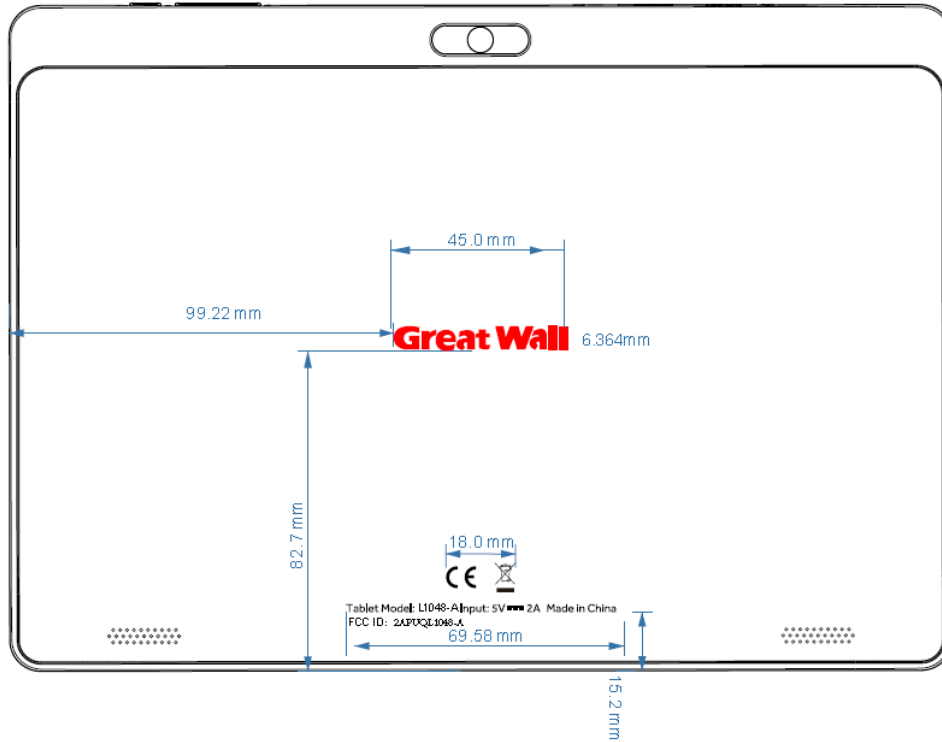 45.0 mm
99.22 mm
Great Wall
6.364mm
82.7 mm
18.0 mm
CE
Tablet Model: L1048-A Input: 5V 2A Made in China
FCC ID: 2APUQL1048-A
69.58 mm
15.2 mm